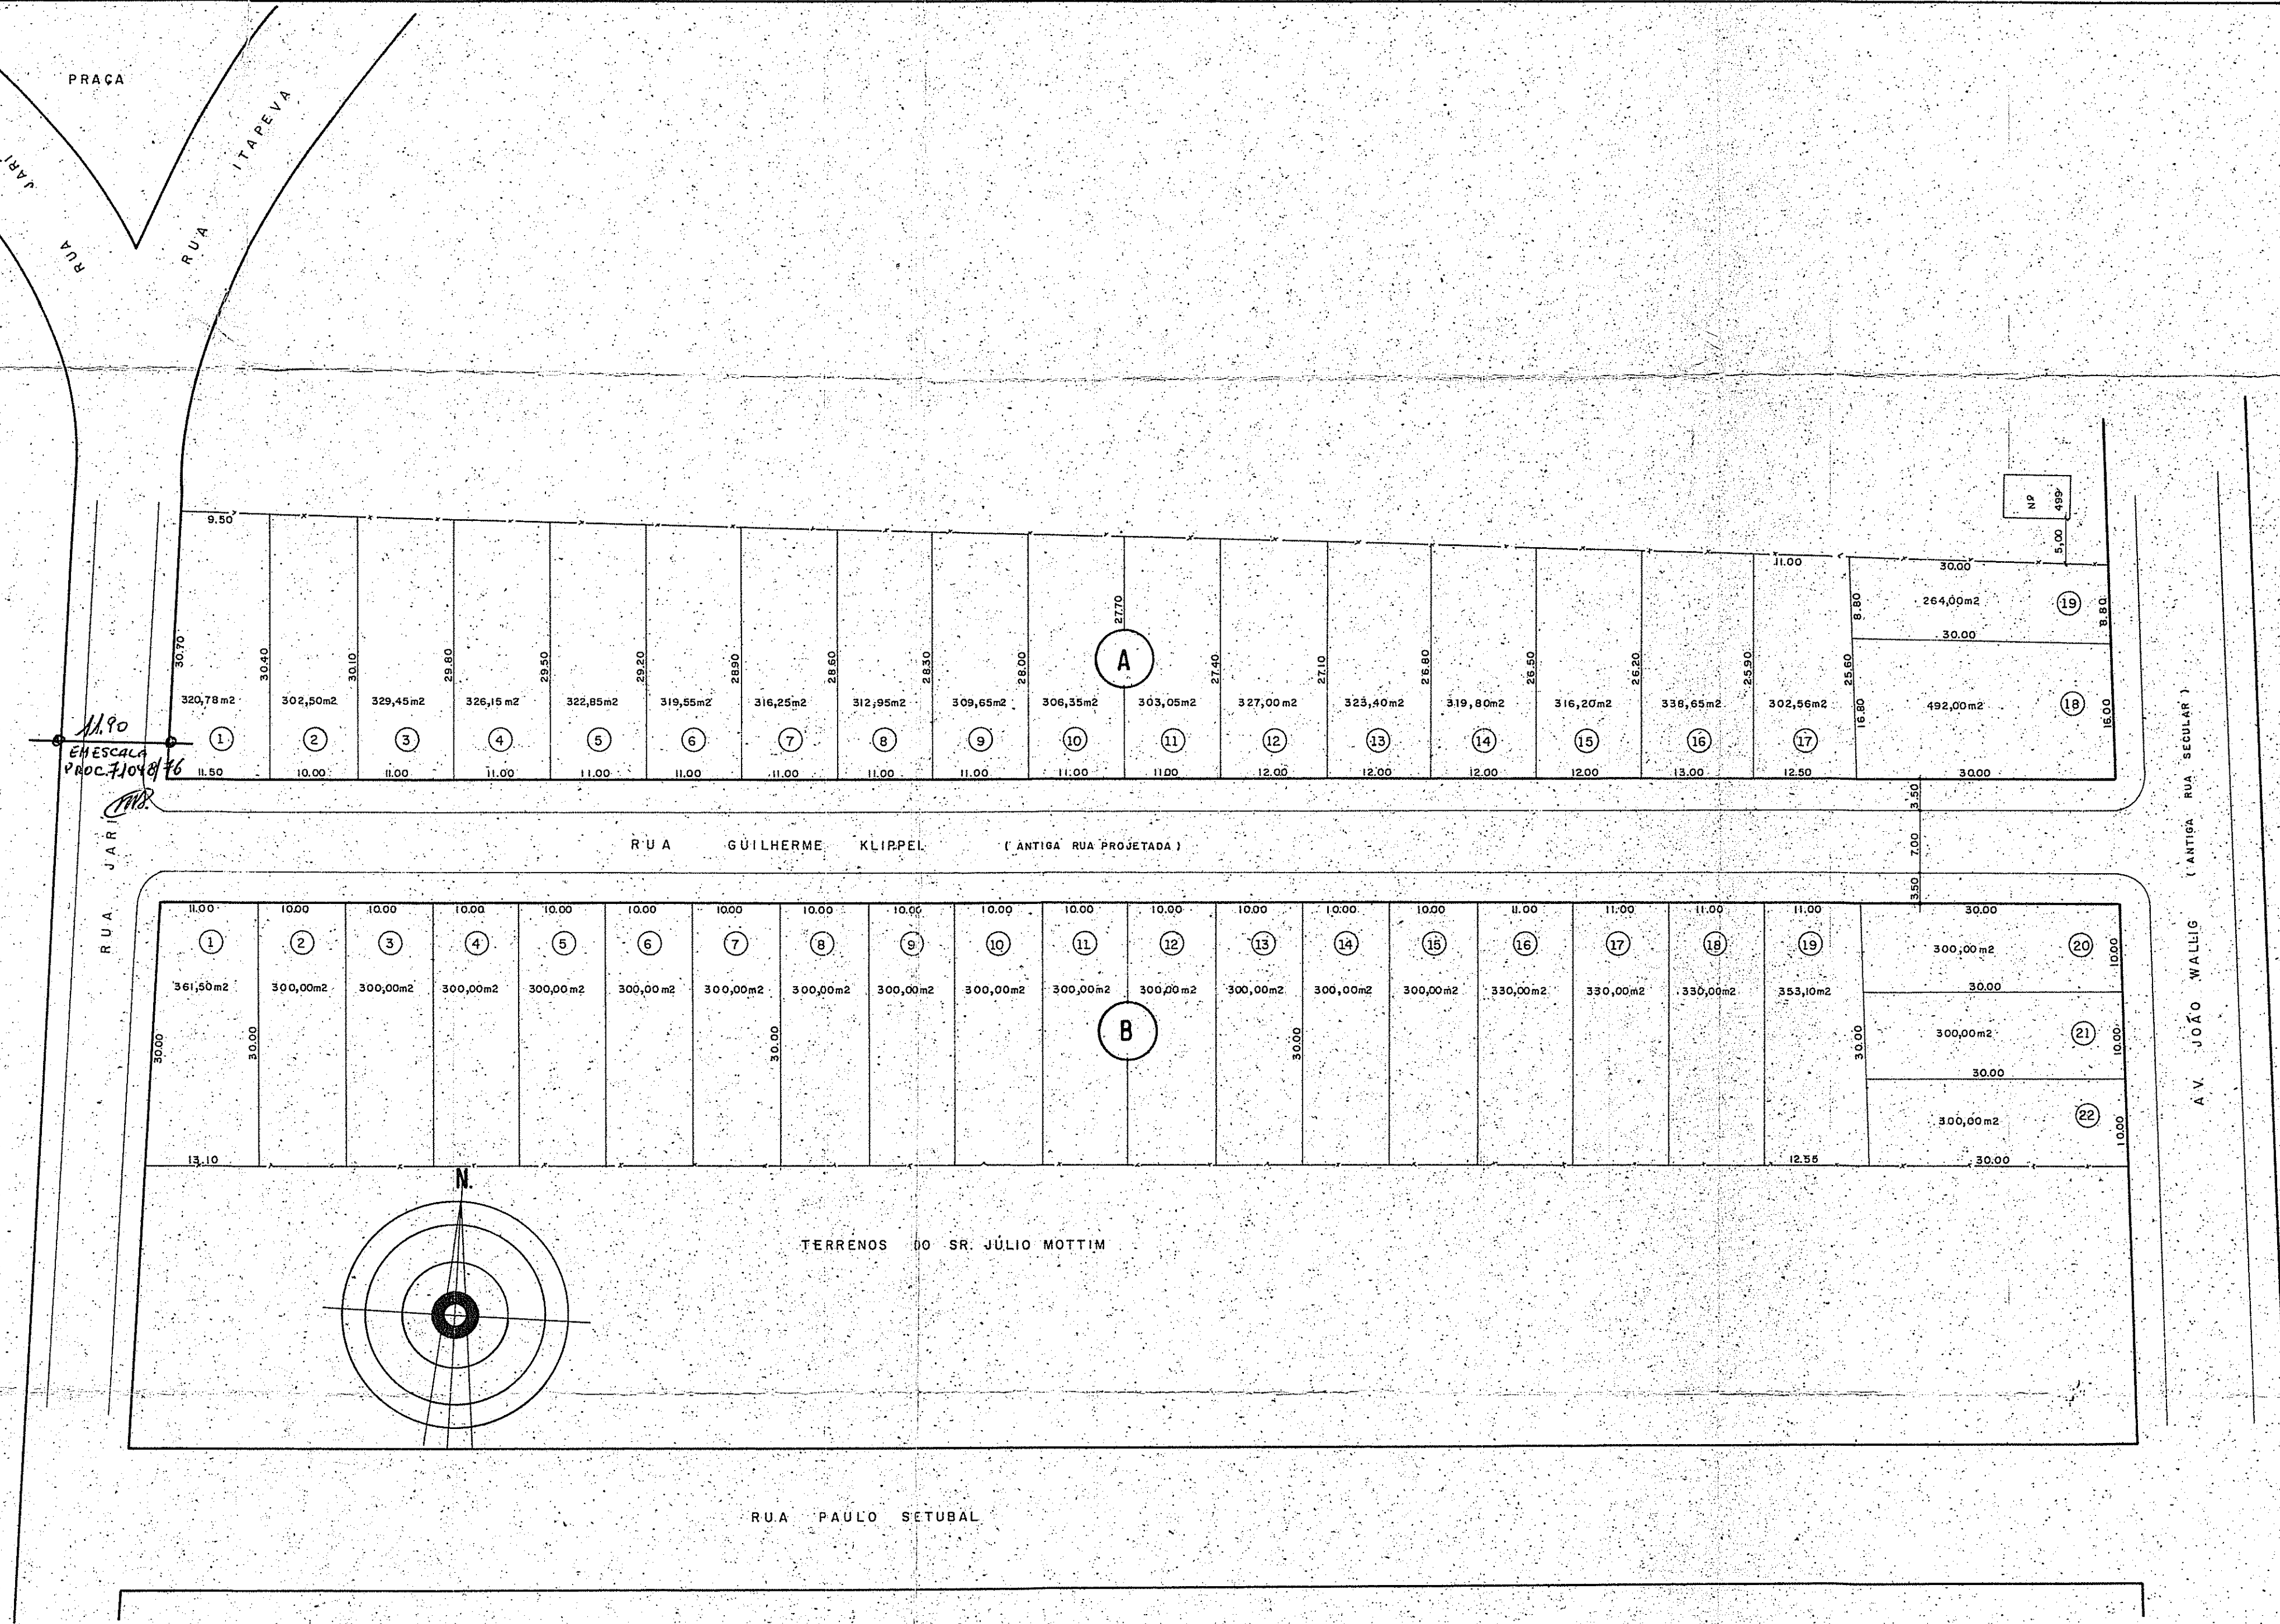 PRAÇA
RUA ITAPEVA
RUA JARI
Nº 499
5,00
9.50
11.00
30.00
30.70
30.40
30.10
29.80
29.50
29.20
28.90
28.60
28.30
28.00
27.70
27.40
27.10
26.80
26.50
26.20
25.90
25.60
8.80
264,00m2
19
8.80
30.00
A
320,78m2
302,50m2
329,45m2
326,15m2
322,85m2
319,55m2
316,25m2
312,95m2
309,65m2
306,35m2
303,05m2
327,00m2
323,40m2
319,80m2
316,20m2
338,65m2
302,56m2
16.80
492,00m2
18
16.00
11.90
EM ESCALA
PROC.71048/76
1
2
3
4
5
6
7
8
9
10
11
12
13
14
15
16
17
11.50
10.00
11.00
11.00
11.00
11.00
11.00
11.00
11.00
11.00
11.00
12.00
12.00
12.00
12.00
13.00
12.50
30.00
3.50
7.00
3.50
RUA GUILHERME KLIPPEL (ANTIGA RUA PROJETADA)
RUA JARI
AV. JOÃO WALLIG (ANTIGA RUA SECULAR)
11.00
10.00
10.00
10.00
10.00
10.00
10.00
10.00
10.00
10.00
10.00
10.00
10.00
10.00
10.00
11.00
11.00
11.00
11.00
30.00
1
2
3
4
5
6
7
8
9
10
11
12
13
14
15
16
17
18
19
300,00m2
20
10.00
361,50m2
300,00m2
300,00m2
300,00m2
300,00m2
300,00m2
300,00m2
300,00m2
300,00m2
300,00m2
300,00m2
300,00m2
300,00m2
300,00m2
300,00m2
330,00m2
330,00m2
330,00m2
353,10m2
30.00
B
30.00
30.00
30.00
30.00
30.00
300,00m2
21
10.00
30.00
300,00m2
22
10.00
13.10
12.55
30.00
N.
TERRENOS DO SR. JÚLIO MOTTIM
RUA PAULO SETUBAL